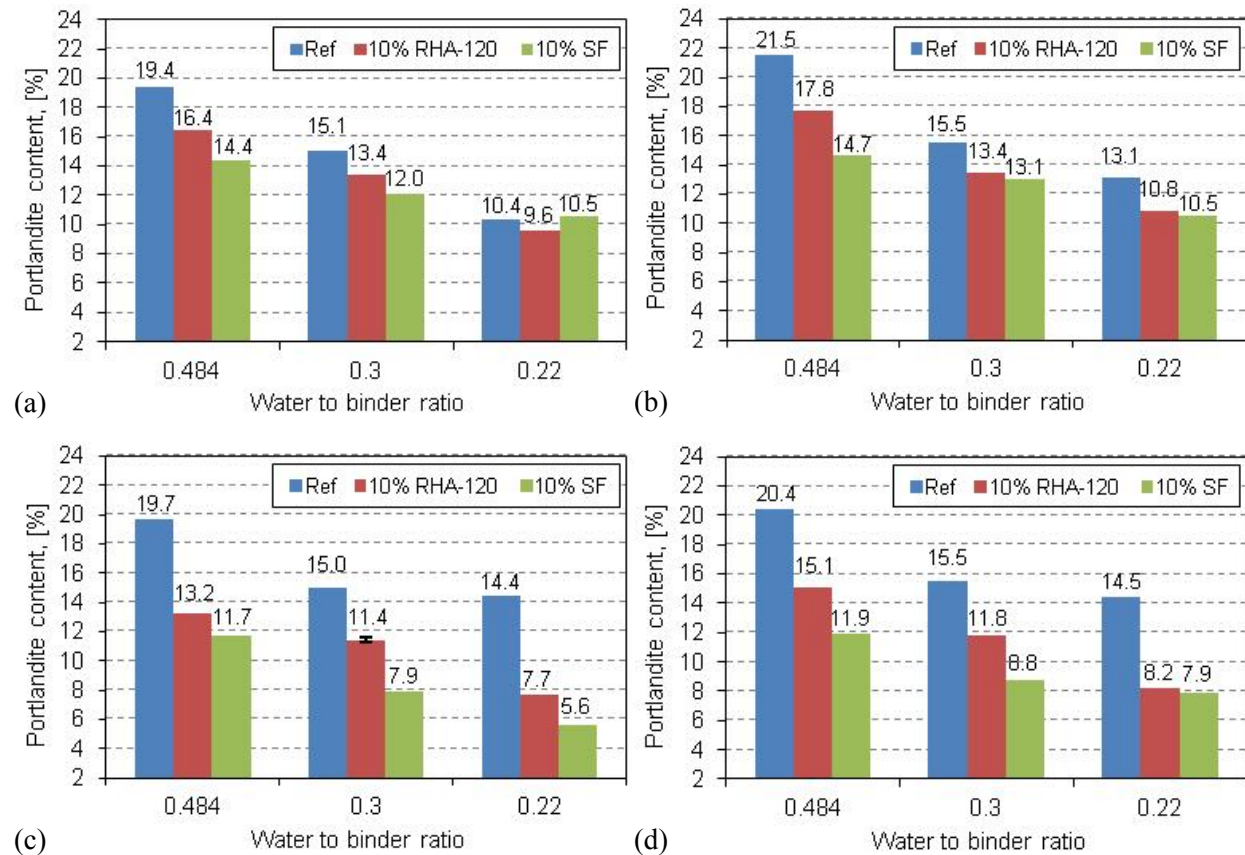 24
22
20
18
16
14
12
10
8
6
4
2
Portlandite content, [%]
Ref 10% RHA-120 10% SF
19.4 16.4 14.4
15.1 13.4 12.0
10.4 9.6 10.5
0.484 0.3 0.22
Water to binder ratio
(a)
24
22
20
18
16
14
12
10
8
6
4
2
Portlandite content, [%]
Ref 10% RHA-120 10% SF
21.5 17.8 14.7
15.5 13.4 13.1
13.1 10.8 10.5
0.484 0.3 0.22
Water to binder ratio
(b)
24
22
20
18
16
14
12
10
8
6
4
2
Portlandite content, [%]
Ref 10% RHA-120 10% SF
19.7 13.2 11.7
15.0 11.4 7.9
14.4 7.7 5.6
0.484 0.3 0.22
Water to binder ratio
(c)
24
22
20
18
16
14
12
10
8
6
4
2
Portlandite content, [%]
Ref 10% RHA-120 10% SF
20.4 15.1 11.9
15.5 11.8 8.8
14.5 8.2 7.9
0.484 0.3 0.22
Water to binder ratio
(d)